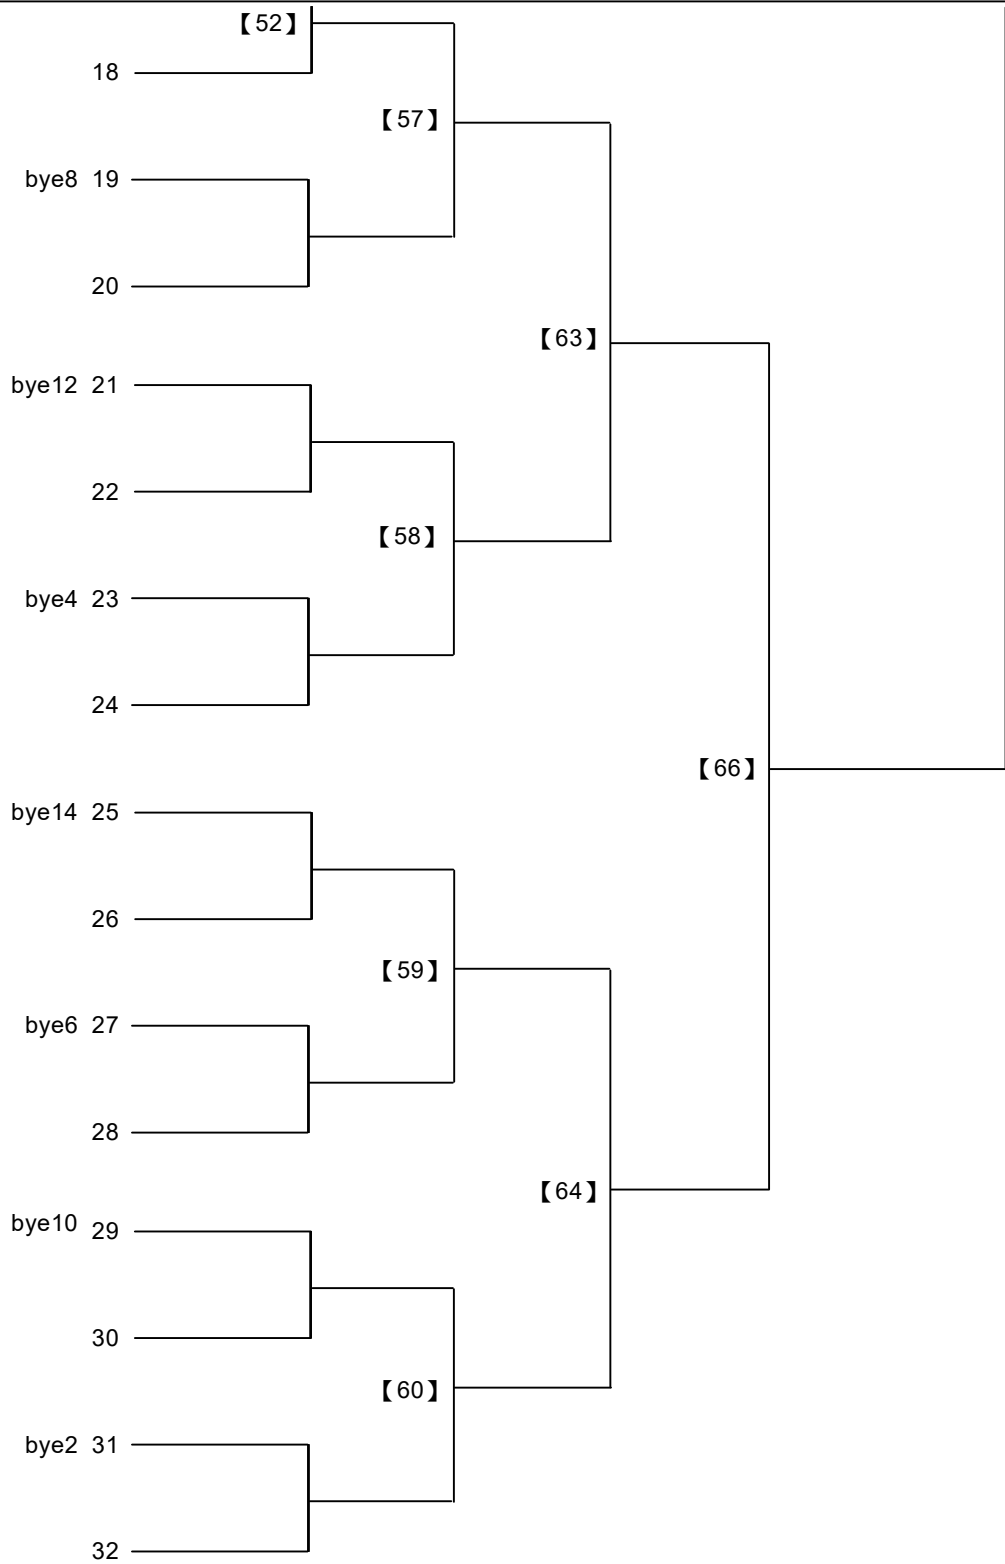 【52】
18
【57】
bye8 19
20
【63】
bye12 21
22
【58】
bye4 23
24
【66】
bye14 25
26
【59】
bye6 27
28
【64】
bye10 29
30
【60】
bye2 31
32